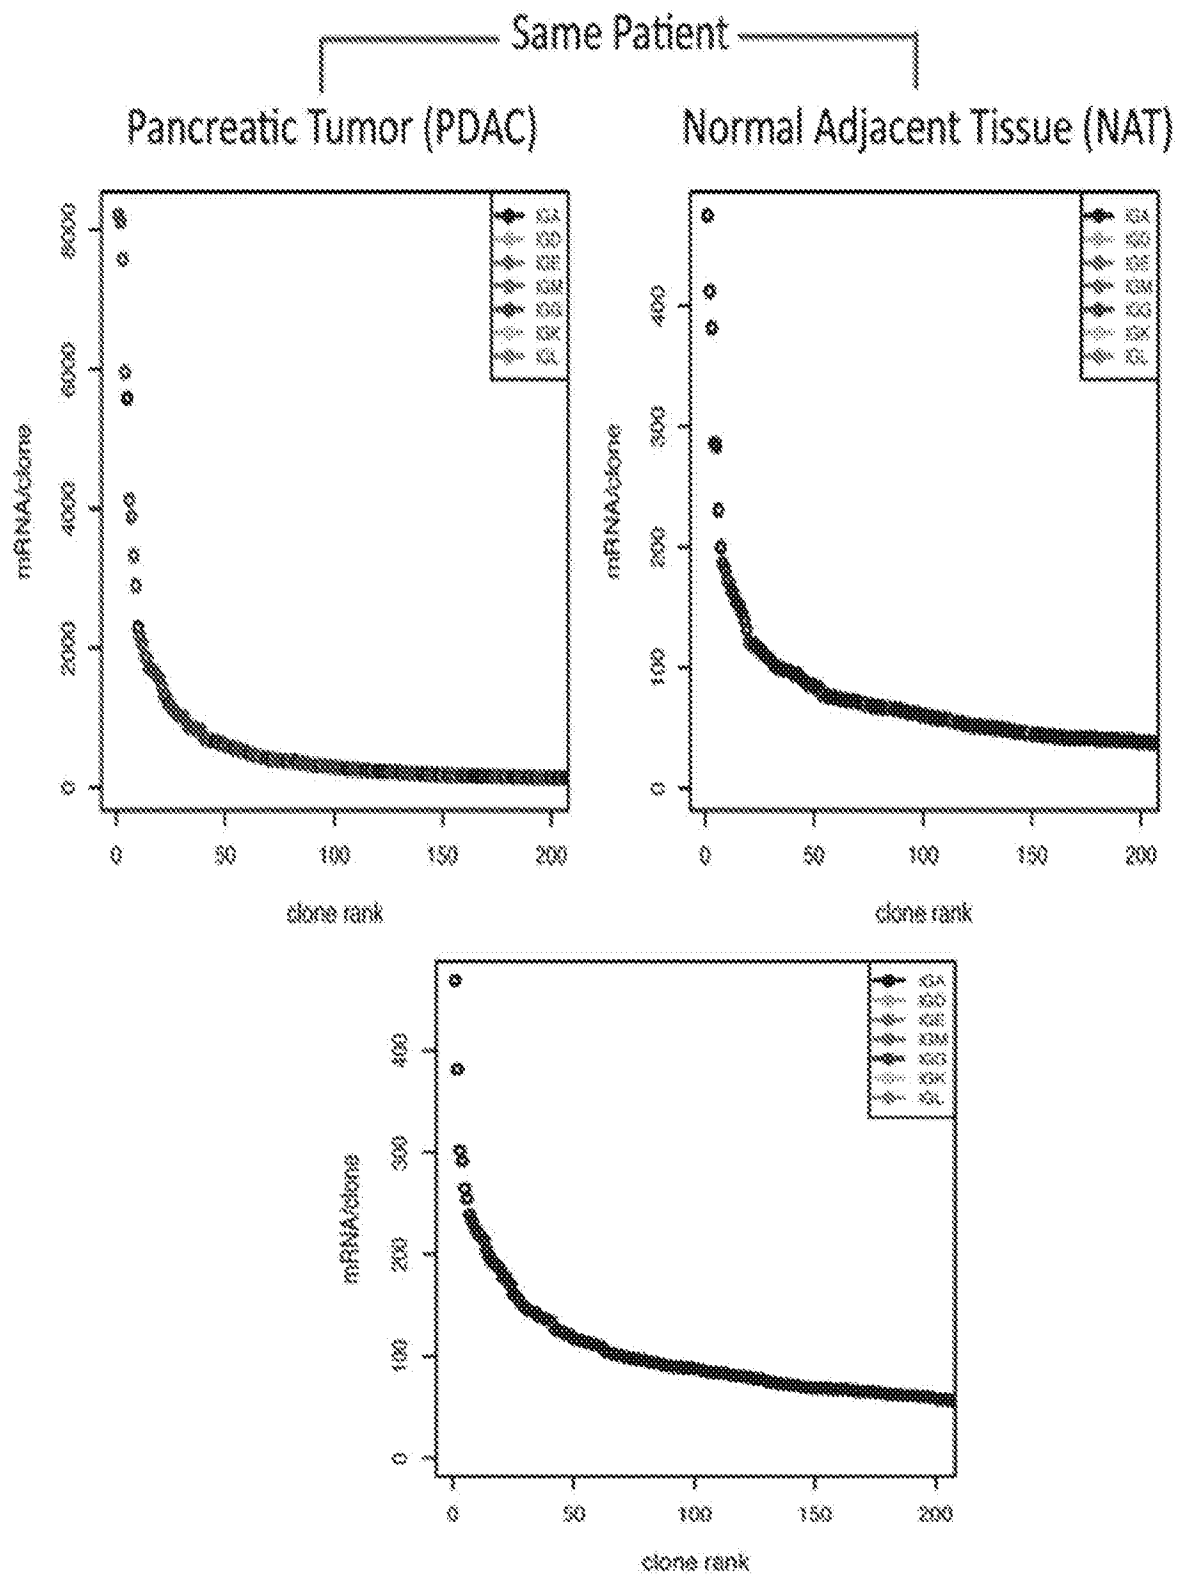 Same Patient
Pancreatic Tumor (PDAC)
Normal Adjacent Tissue (NAT)
mRNA/clone
8000
6000
4000
2000
0
IGA
IGD
IGE
IGM
IGG
IGK
IGL
0 50 100 150 200
clone rank
mRNA/clone
400
300
200
100
0
IGA
IGD
IGE
IGM
IGG
IGK
IGL
0 50 100 150 200
clone rank
mRNA/clone
400
300
200
100
0
IGA
IGD
IGE
IGM
IGG
IGK
IGL
0 50 100 150 200
clone rank